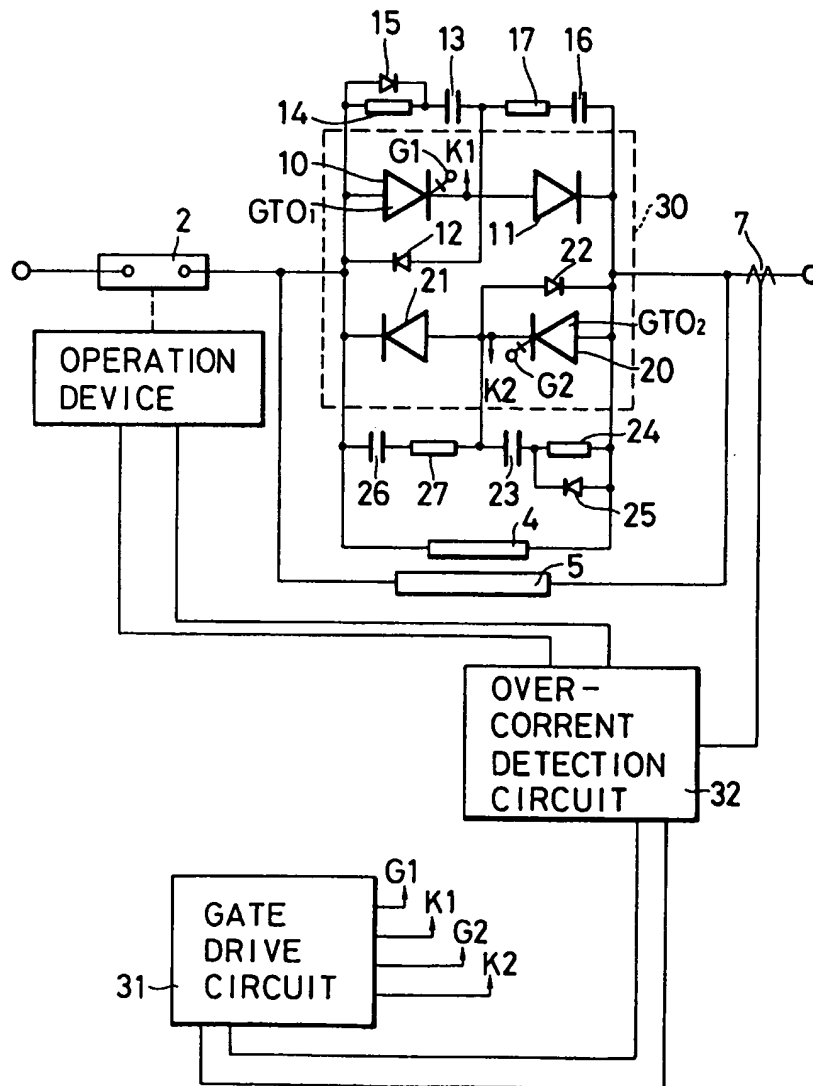 15
13
17
16
14
G1
K1
10
GTO1
30
2
12
11
7
22
21
GTO2
OPERATION
DEVICE
K2
G2
20
24
26
27
23
25
4
5
OVER-
CORRENT
DETECTION
CIRCUIT
32
G1
GATE
K1
DRIVE
G2
CIRCUIT
K2
31